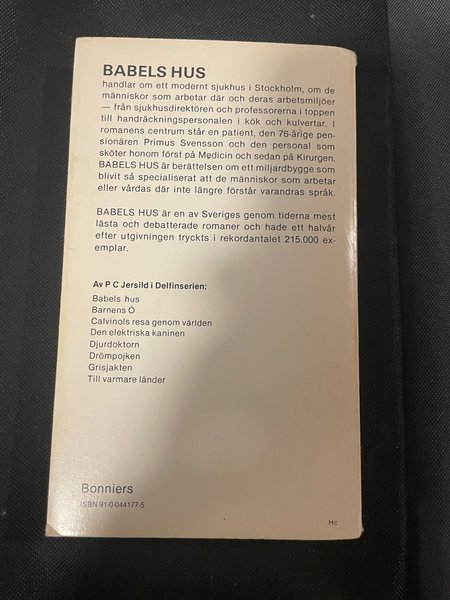 BABELS HUS
handlar om ett modernt sjukhus i Stockholm, om de
människor som arbetar där och deras arbetsmiljöer
— från sjukhusdirektören och professorerna i toppen
till handräckningspersonalen i kök och kulvertar. I
romanens centrum står en patient, den 76-årige pen-
sionären Primus Svensson och den personal som
sköter honom först på Medicin och sedan på Kirurgen.
BABELS HUS är berättelsen om ett miljardbygge som
blivit så specialiserat att de människor som arbetar
eller vårdas där inte längre förstår varandras språk.
BABELS HUS är en av Sveriges genom tiderna mest
lästa och debatterade romaner och hade ett halvår
efter utgivningen tryckts i rekordantalet 215.000 ex-
emplar.
Av P C Jersild i Delfinserien:
Babels hus
Barnens Ö
Calvinols resa genom världen
Den elektriska kaninen
Djurdoktorn
Drömpojken
Grisjakten
Till varmare länder
Bonniers
ISBN 91-0-044177-5
Hc